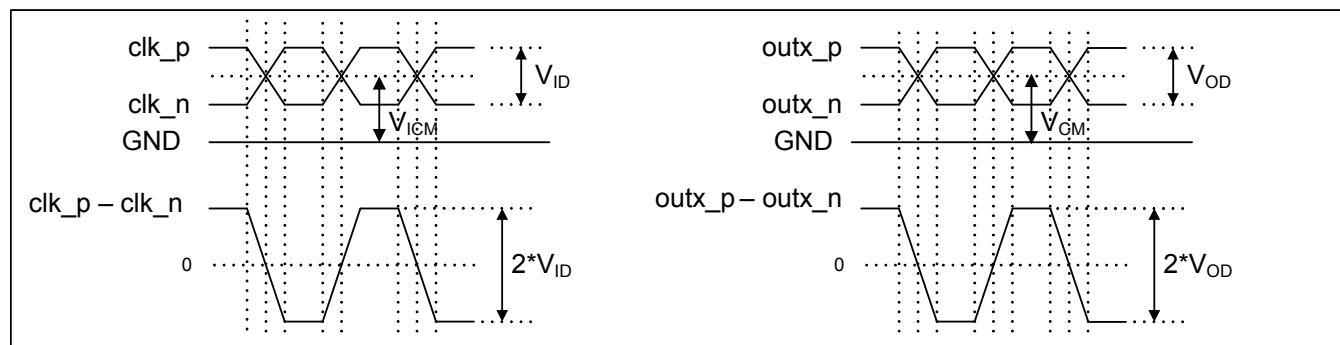 clk_p
V_ID
clk_n
V_ICM
GND
clk_p – clk_n
0
2*V_ID
outx_p
V_OD
outx_n
V_CM
GND
outx_p – outx_n
0
2*V_OD